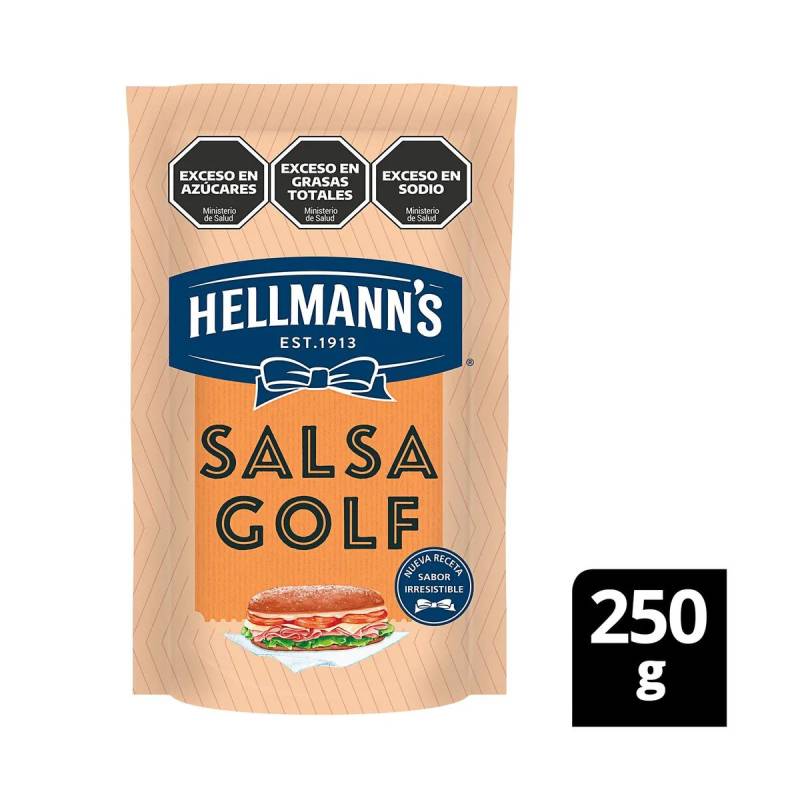 EXCESO EN
AZÚCARES
Ministerio
de Salud
EXCESO EN
GRASAS
TOTALES
Ministerio
de Salud
EXCESO EN
SODIO
Ministerio
de Salud
HELLMANN'S
EST.1913
®
SALSA
GOLF
NUEVA RECETA
SABOR
IRRESISTIBLE
250
g